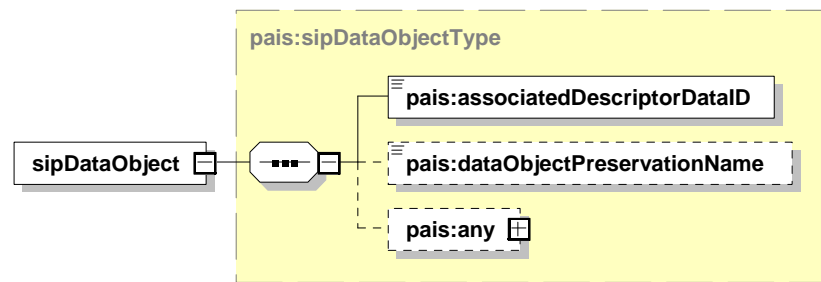 pais:sipDataObjectType
pais:associatedDescriptorDataID
sipDataObject
pais:dataObjectPreservationName
pais:any